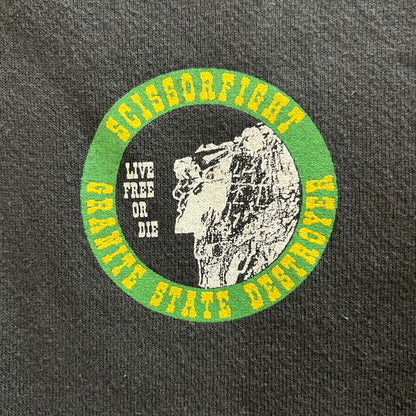 SCISSORFIGHT
LIVE
FREE
OR
DIE
GRANITE STATE DESTROYER